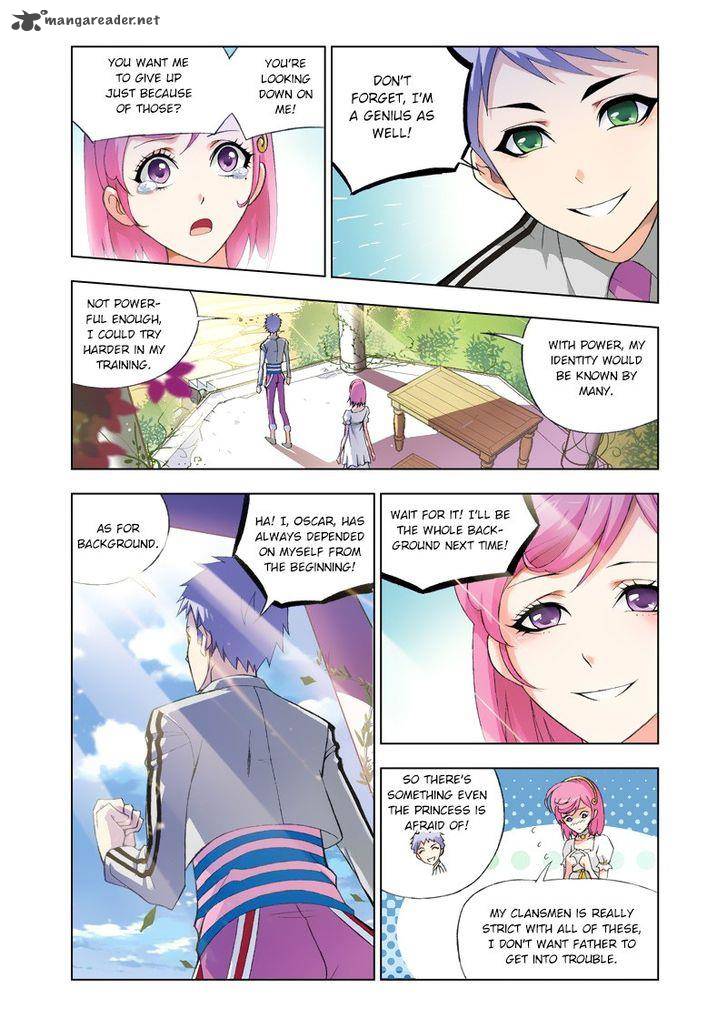 mangareader.net
YOU WANT
ME TO
GIVE UP
JUST BECAUSE
OF THOSE?
YOU'RE
LOOKING
DOWN ON
ME!
DON'T
FORGET, I'M
A GENIUS AS
WELL!
NOT POWER-
FUL ENOUGH,
I COULD TRY
HARDER IN MY
TRAINING.
WITH POWER, MY
IDENTITY WOULD
BE KNOWN BY
MANY.
AS FOR
BACKGROUND.
HA! I, OSCAR, HAS
ALWAYS DEPENDED
ON MYSELF FROM
THE BEGINNING!
WAIT FOR IT! I'LL BE
THE WHOLE BACK-
GROUND NEXT TIME!
SO THERE'S
SOMETHING EVEN
THE PRINCESS IS
AFRAID OF!
MY CLANSMEN IS REALLY
STRICT WITH ALL OF THESE,
I DON'T WANT FATHER TO
GET INTO TROUBLE.